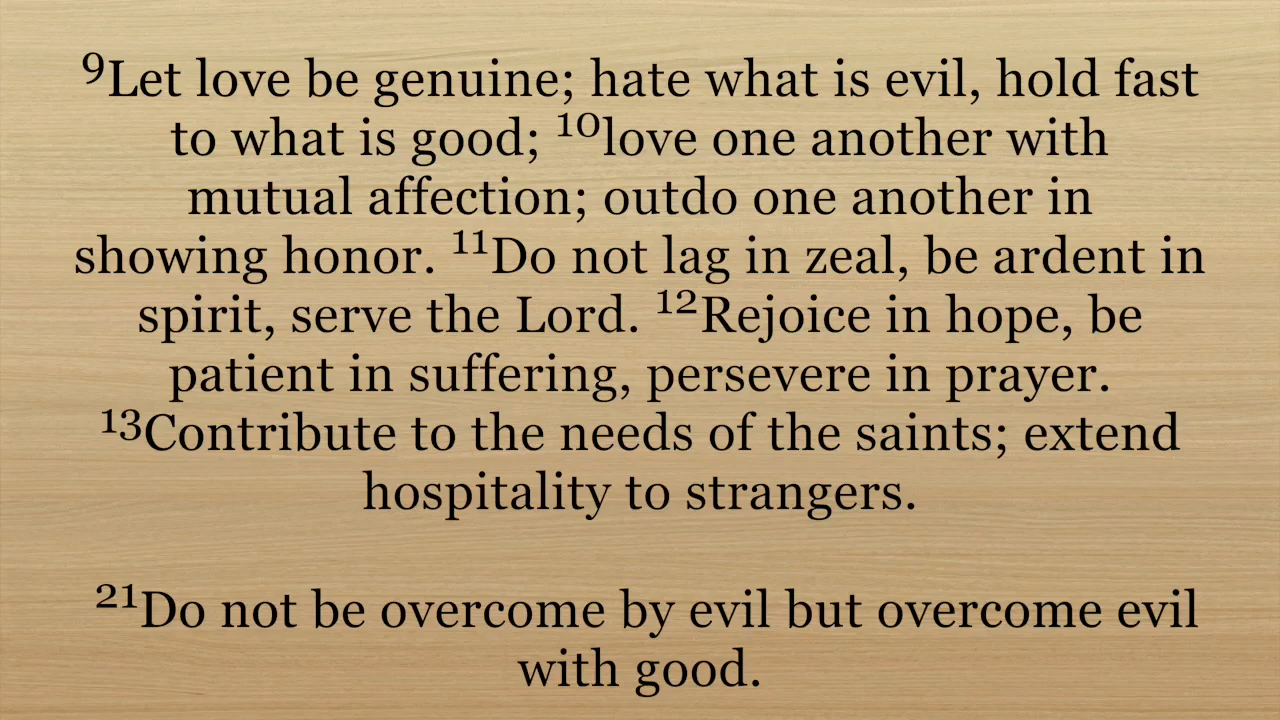 ⁹Let love be genuine; hate what is evil, hold fast
to what is good; ¹⁰love one another with
mutual affection; outdo one another in
showing honor. ¹¹Do not lag in zeal, be ardent in
spirit, serve the Lord. ¹²Rejoice in hope, be
patient in suffering, persevere in prayer.
¹³Contribute to the needs of the saints; extend
hospitality to strangers.
²¹Do not be overcome by evil but overcome evil
with good.